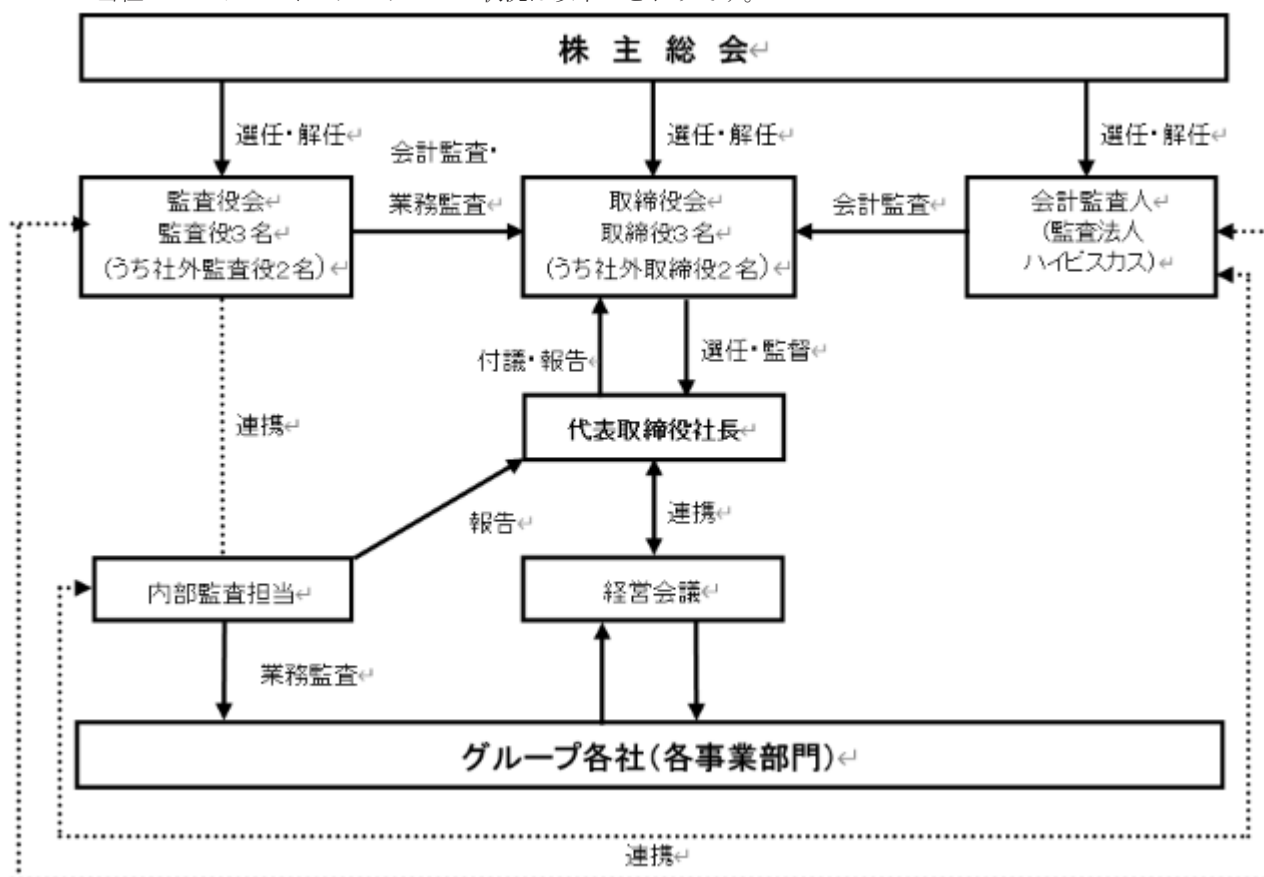 株 主 総 会↵
選任・解任↵
選任・解任↵
選任・解任↵
会計監査・
業務監査↵
監査役会↵
監査役3名↵
(うち社外監査役2名)↵
取締役会↵
取締役3名↵
(うち社外取締役2名)↵
会計監査↵
会計監査人↵
(監査法人
ハイビスカス)↵
付議・報告↵
選任・監督↵
連携↵
代表取締役社長↵
報告↵
連携↵
内部監査担当↵
経営会議↵
業務監査↵
グループ各社(各事業部門)↵
連携↵